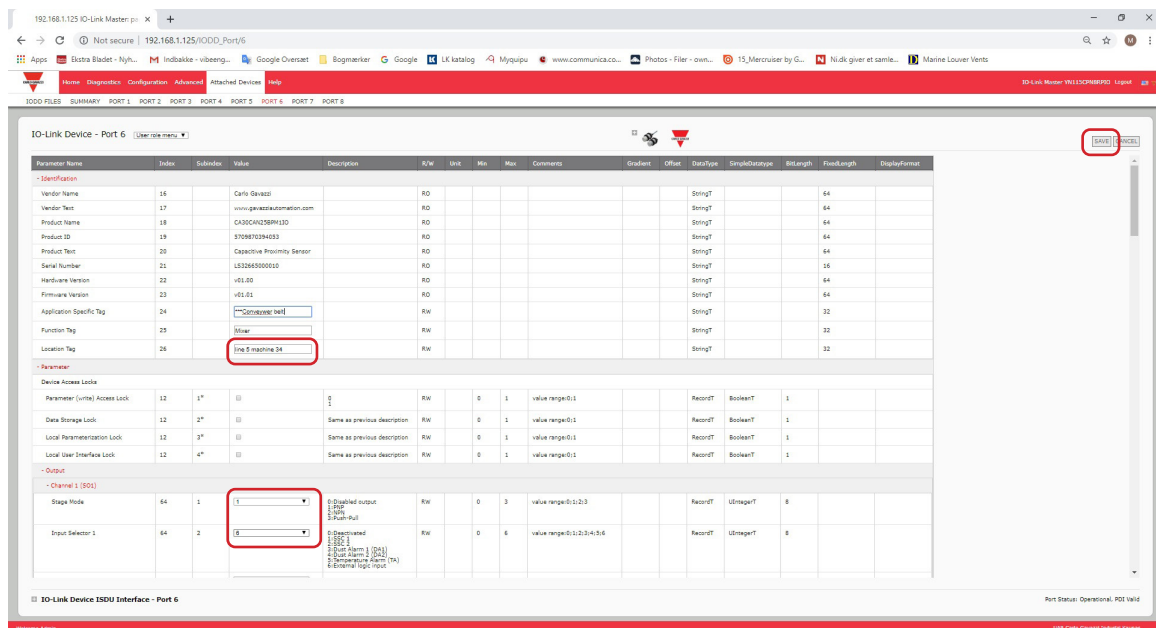 192.168.1.125 IO-Link Master: po
Not secure | 192.168.1.125/IODD_Port/6
Apps Ekstra Bladet - Nyh... Indbakke - vibeeng... Google Oversæt Bogmærker Google LK katalog Myquipu www.communica.co... Photos - Filer - own... 15_Mercruiser by G... Ni.dk giver et samle... Marine Louver Vents
Home Diagnostics Configuration Advanced Attached Devices Help IO-Link Master YN115CPN8RPIO Logout
IODD FILES SUMMARY PORT 1 PORT 2 PORT 3 PORT 4 PORT 5 PORT 6 PORT 7 PORT 8
IO-Link Device - Port 6 User role menu SAVE CANCEL
Parameter Name Index Subindex Value Description R/W Unit Min Max Comments Gradient Offset DataType SimpleDatatype BitLength FixedLength DisplayFormat
- Identification
Vendor Name 16 Carlo Gavazzi RO StringT 64
Vendor Text 17 www.gavazziautomation.com RO StringT 64
Product Name 18 CA30CAN25BPM1IO RO StringT 64
Product ID 19 5709870394053 RO StringT 64
Product Text 20 Capacitive Proximity Sensor RO StringT 64
Serial Number 21 LS32665000010 RO StringT 16
Hardware Version 22 v01.00 RO StringT 64
Firmware Version 23 v01.01 RO StringT 64
Application Specific Tag 24 ***Conveywer belt RW StringT 32
Function Tag 25 Mixer RW StringT 32
Location Tag 26 line 5 machine 34 RW StringT 32
- Parameter
Device Access Locks
Parameter (write) Access Lock 12 1* 0 RW 0 1 value range:0;1 RecordT BooleanT 1
1
Data Storage Lock 12 2* Same as previous description RW 0 1 value range:0;1 RecordT BooleanT 1
Local Parameterization Lock 12 3* Same as previous description RW 0 1 value range:0;1 RecordT BooleanT 1
Local User Interface Lock 12 4* Same as previous description RW 0 1 value range:0;1 RecordT BooleanT 1
- Output
- Channel 1 (SO1)
Stage Mode 64 1 1 0:Disabled output RW 0 3 value range:0;1;2;3 RecordT UIntegerT 8
1:PNP
2:NPN
3:Push-Pull
Input Selector 1 64 2 6 0:Deactivated RW 0 6 value range:0;1;2;3;4;5;6 RecordT UIntegerT 8
1:SSC 1
2:SSC 2
3:Dust Alarm 1 (DA1)
4:Dust Alarm 2 (DA2)
5:Temperature Alarm (TA)
6:External logic input
IO-Link Device ISDU Interface - Port 6 Port Status: Operational, PDI Valid